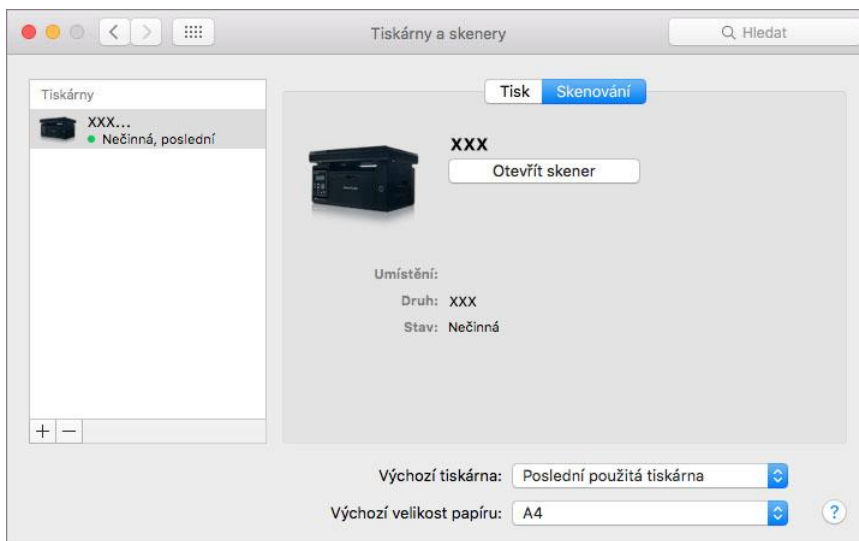 Tiskárny a skenery
Hledat
Tiskárny
XXX...
Nečinná, poslední
Tisk Skenování
XXX
Otevřít skener
Umístění:
Druh: XXX
Stav: Nečinná
+ −
Výchozí tiskárna: Poslední použitá tiskárna
Výchozí velikost papíru: A4 ?